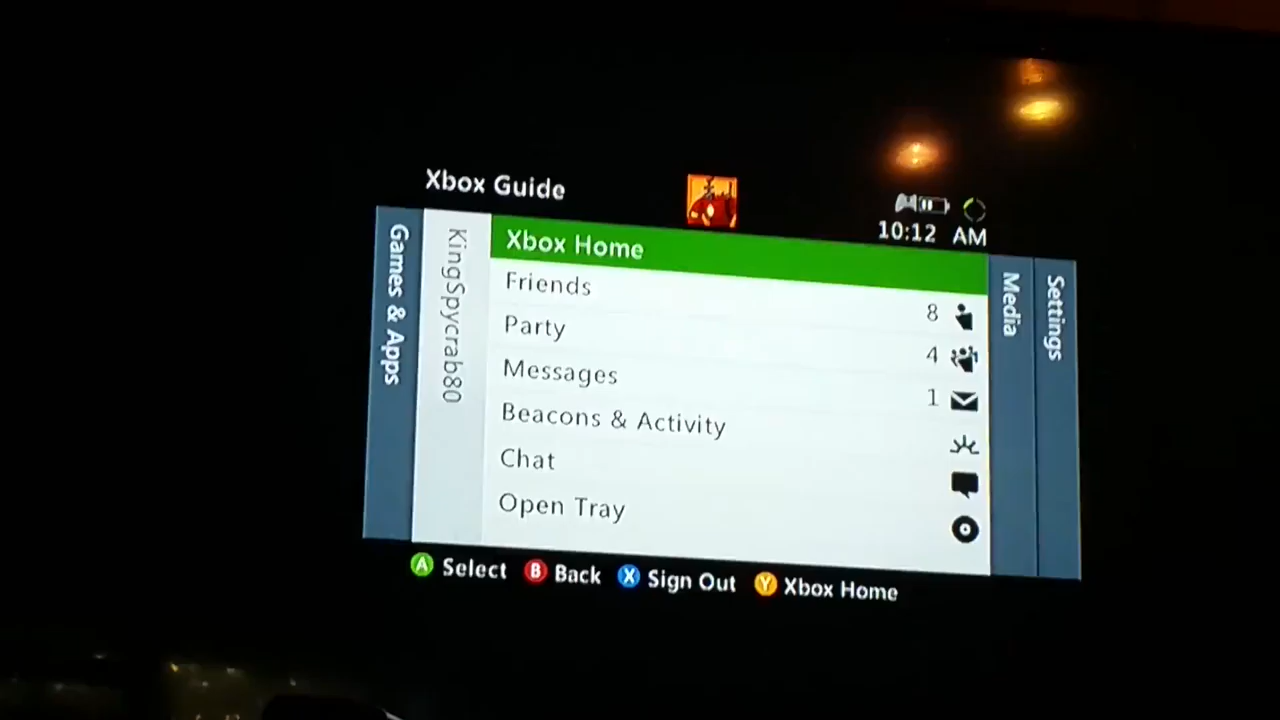 Xbox Guide
10:12 AM
Games & Apps
KingSpycrab80
Xbox Home
Friends 8
Party 4
Messages 1
Beacons & Activity
Chat
Open Tray
Media
Settings
A Select B Back X Sign Out Y Xbox Home